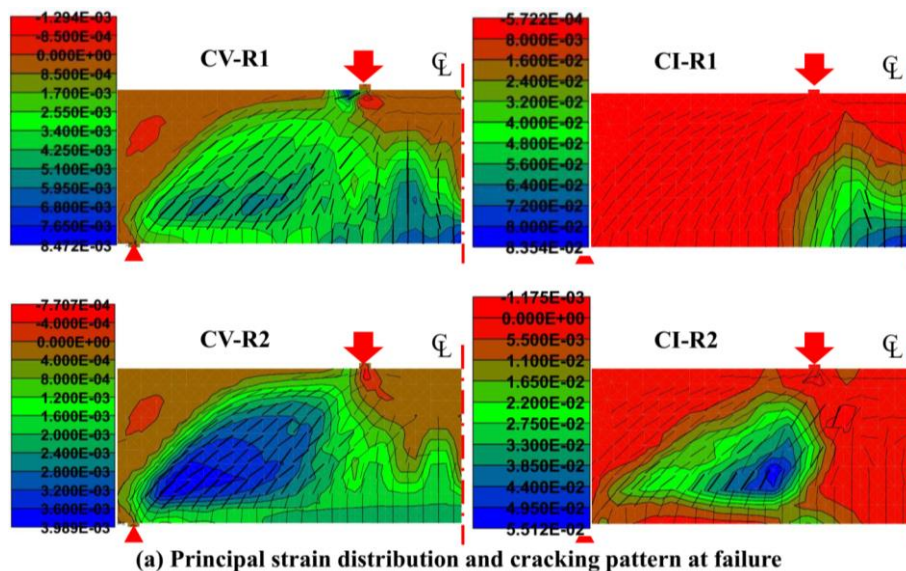 CV-R1
℄
-1.294E-03
-8.500E-04
0.000E+00
8.500E-04
1.700E-03
2.550E-03
3.400E-03
4.250E-03
5.100E-03
5.950E-03
6.800E-03
7.650E-03
8.472E-03
CI-R1
℄
-5.722E-04
8.000E-03
1.600E-02
2.400E-02
3.200E-02
4.000E-02
4.800E-02
5.600E-02
6.400E-02
7.200E-02
8.000E-02
8.354E-02
CV-R2
℄
-7.707E-04
-4.000E-04
0.000E+00
4.000E-04
8.000E-04
1.200E-03
1.600E-03
2.000E-03
2.400E-03
2.800E-03
3.200E-03
3.600E-03
3.989E-03
CI-R2
℄
-1.175E-03
0.000E+00
5.500E-03
1.100E-02
1.650E-02
2.200E-02
2.750E-02
3.300E-02
3.850E-02
4.400E-02
4.950E-02
5.512E-02
(a) Principal strain distribution and cracking pattern at failure